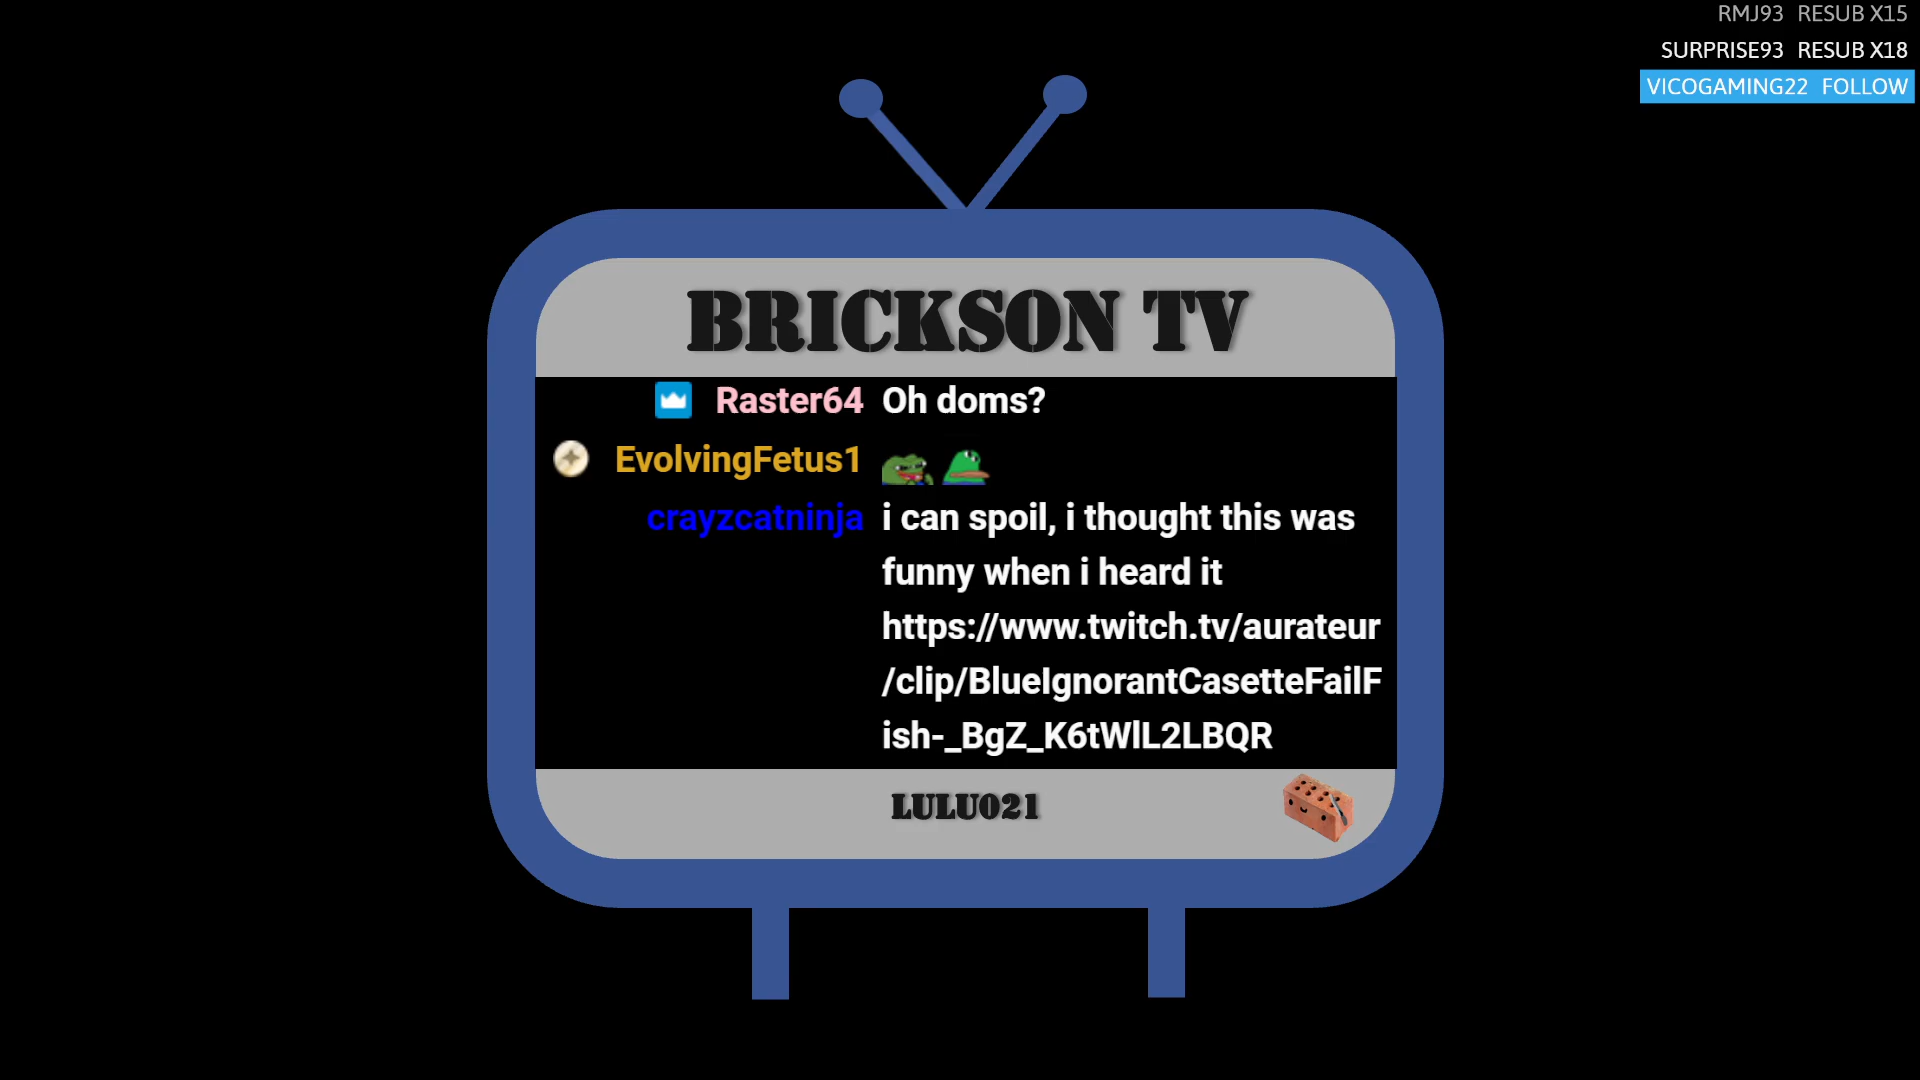 RMJ93 RESUB X15
SURPRISE93 RESUB X18
VICOGAMING22 FOLLOW
BRICKSON TV
Raster64 Oh doms?
EvolvingFetus1
crayzcatninja i can spoil, i thought this was
funny when i heard it
https://www.twitch.tv/aurateur
/clip/BlueIgnorantCasetteFailF
ish-_BgZ_K6tWlL2LBQR
LULU021